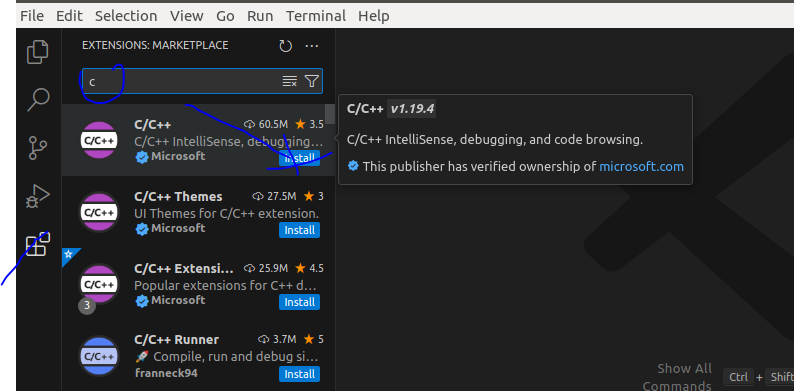 File Edit Selection View Go Run Terminal Help
EXTENSIONS: MARKETPLACE
c
C/C++ 60.5M 3.5
C/C++ IntelliSense, debugging...
Microsoft Install
C/C++ v1.19.4
C/C++ IntelliSense, debugging, and code browsing.
This publisher has verified ownership of microsoft.com
C/C++
C/C++ Themes 27.5M 3
UI Themes for C/C++ extension.
Microsoft Install
C/C++
C/C++ Extensi... 25.9M 4.5
Popular extensions for C++ d...
Microsoft Install
C/C++
3
C/C++ Runner 3.7M 5
🚀 Compile, run and debug si...
franneck94 Install
C/C++
Show All
Commands
Ctrl + Shift